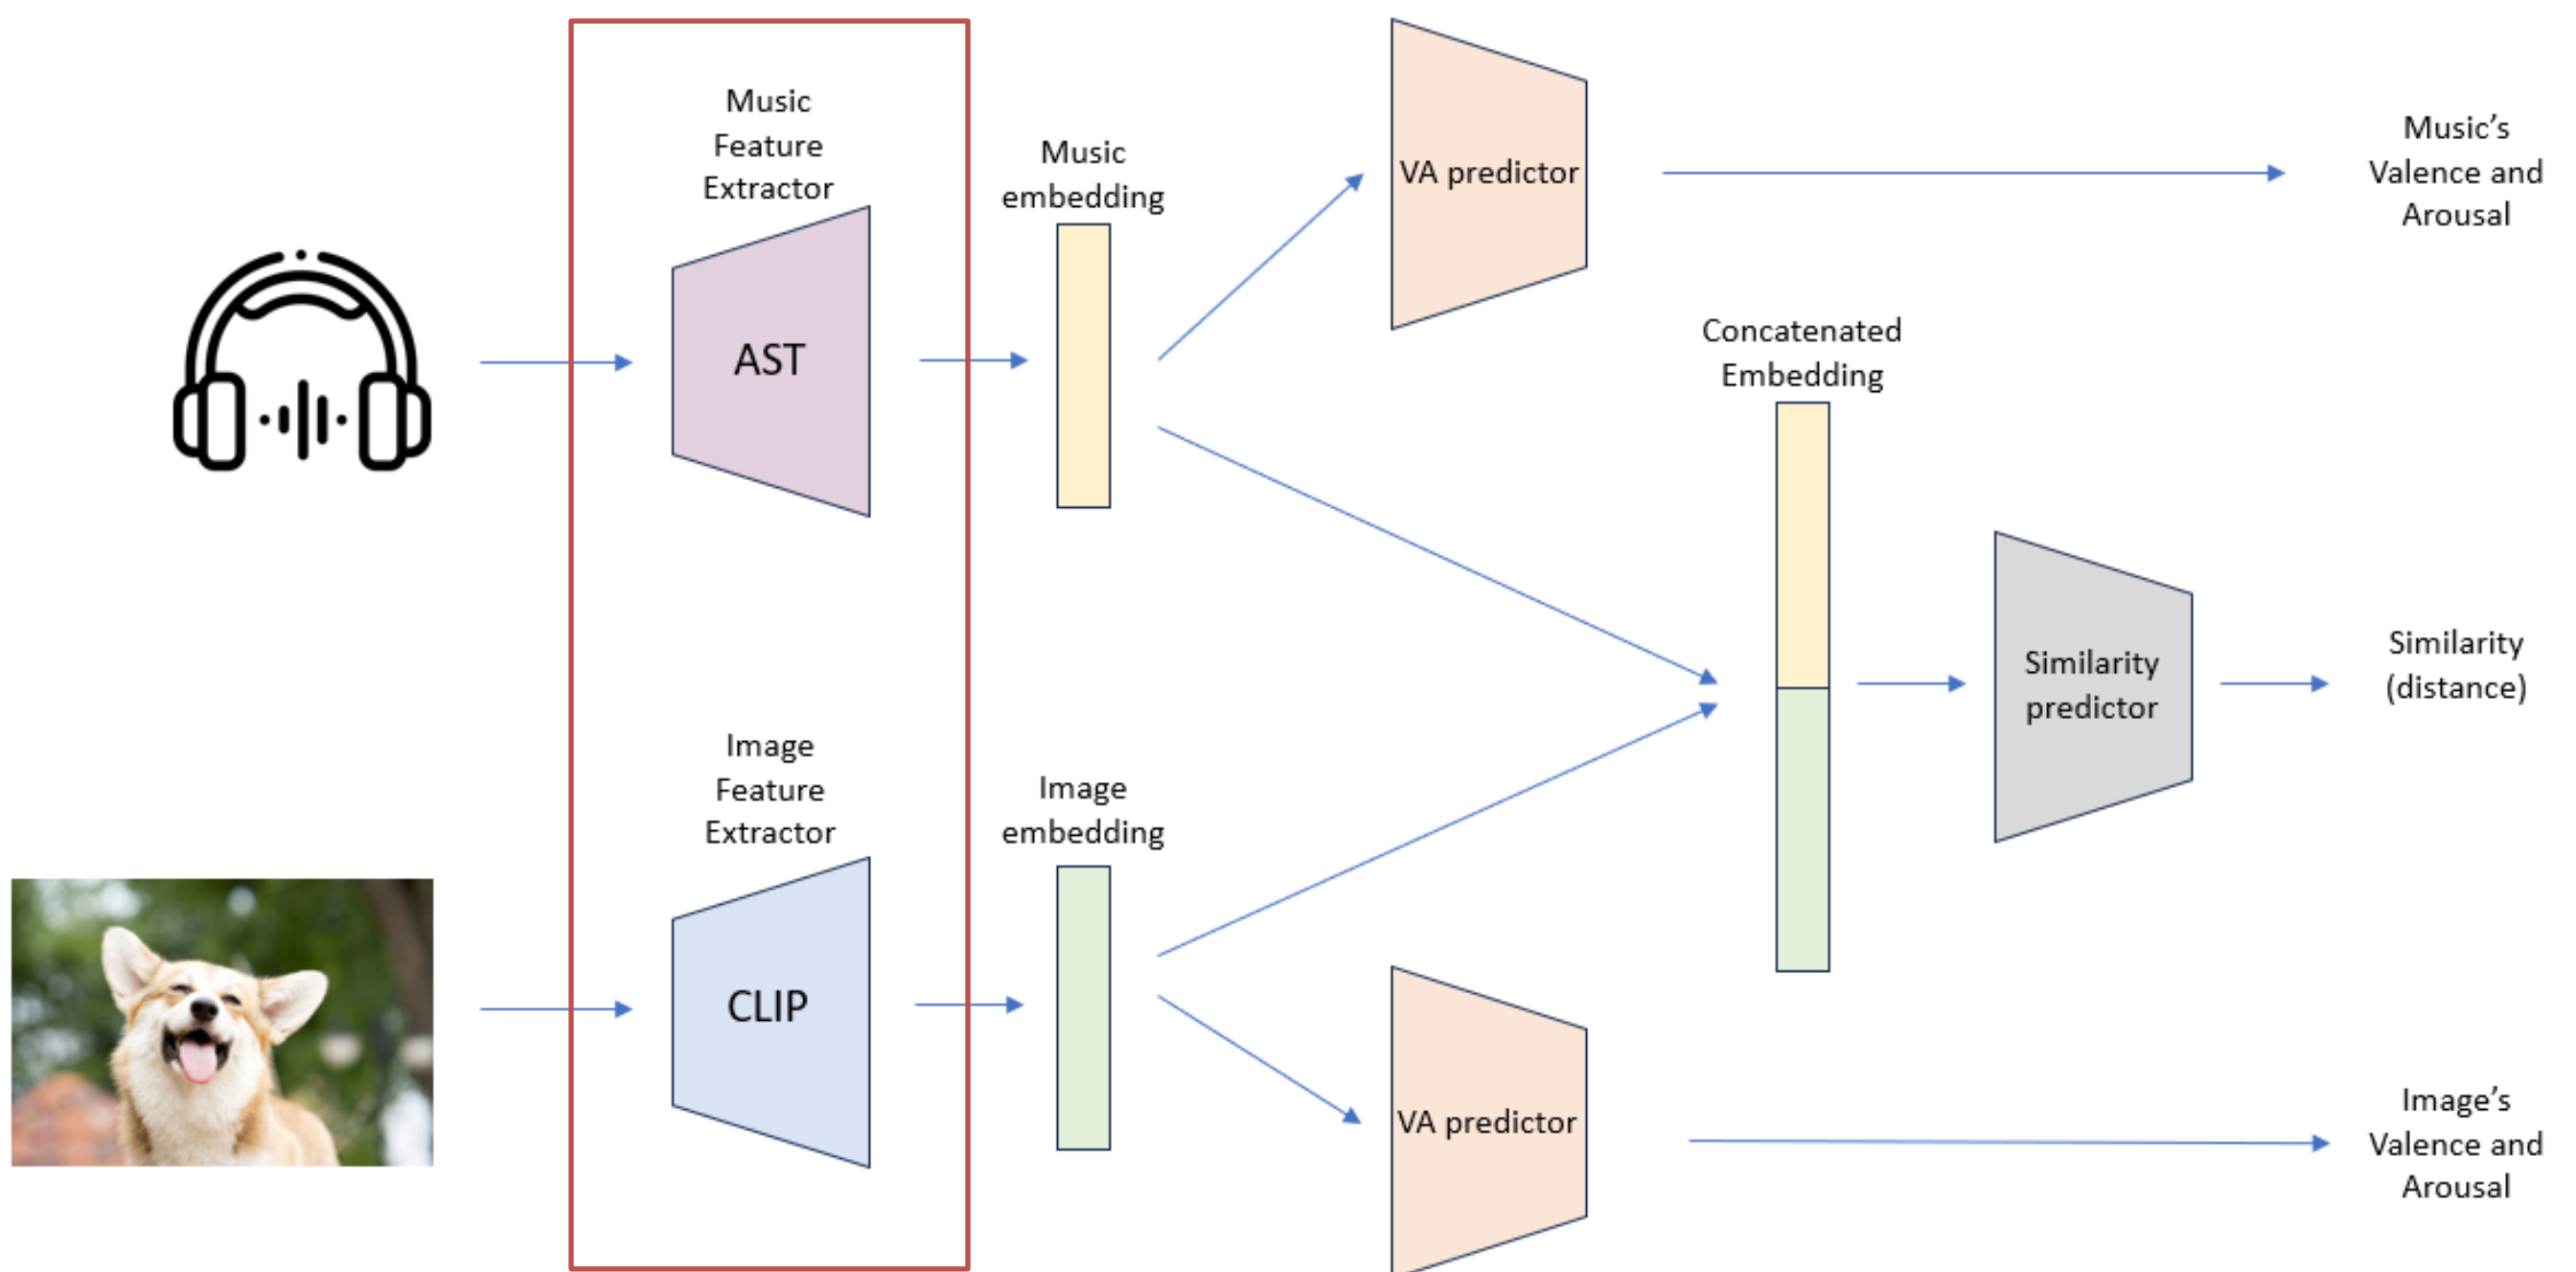 Music
Feature
Extractor
AST
Music
embedding
VA predictor
Music’s
Valence and
Arousal
Concatenated
Embedding
Similarity
predictor
Similarity
(distance)
Image
Feature
Extractor
CLIP
Image
embedding
VA predictor
Image’s
Valence and
Arousal